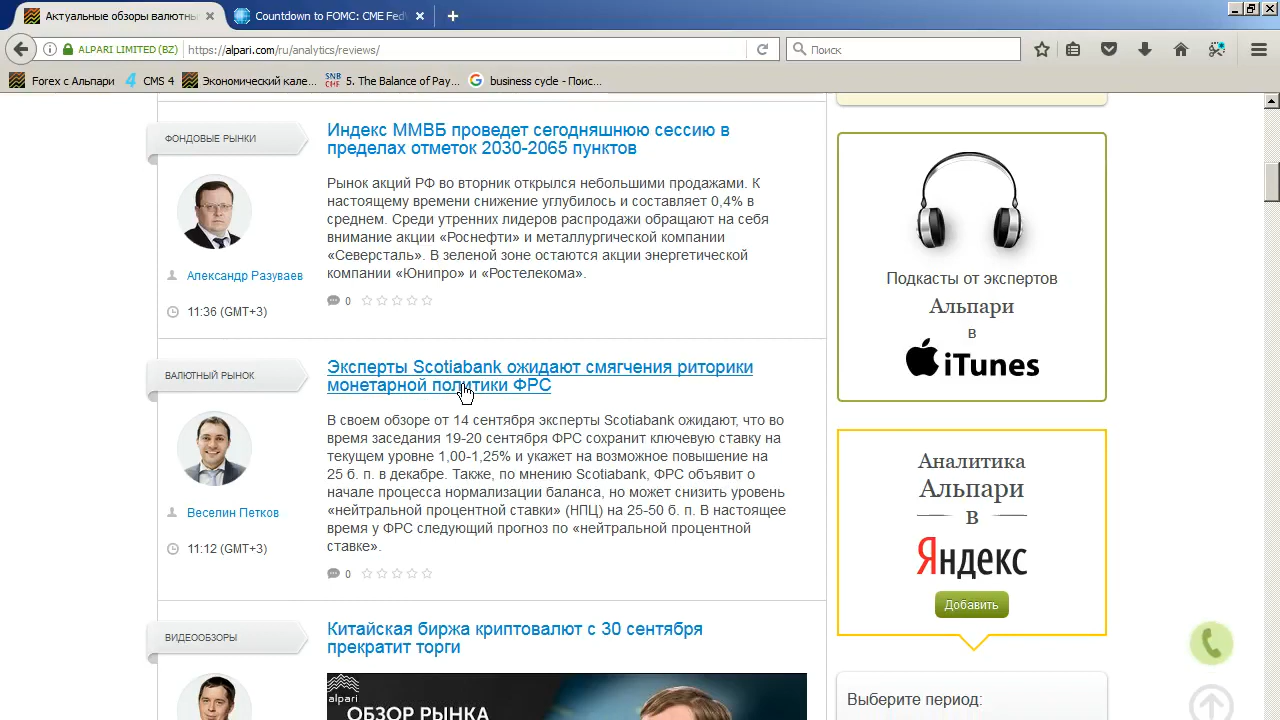 Актуальные обзоры валютны
Countdown to FOMC: CME Fed
ALPARI LIMITED (BZ)
https://alpari.com/ru/analytics/reviews/
Поиск
Forex с Альпари
4 CMS 4
Экономический кале...
SNB
5. The Balance of Pay...
G business cycle - Поис...
ФОНДОВЫЕ РЫНКИ
Александр Разуваев
11:36 (GMT+3)
Индекс ММВБ проведет сегодняшнюю сессию в
пределах отметок 2030-2065 пунктов
Рынок акций РФ во вторник открылся небольшими продажами. К
настоящему времени снижение углубилось и составляет 0,4% в
среднем. Среди утренних лидеров распродажи обращают на себя
внимание акции «Роснефти» и металлургической компании
«Северсталь». В зеленой зоне остаются акции энергетической
компании «Юнипро» и «Ростелекома».
0
ВАЛЮТНЫЙ РЫНОК
Веселин Петков
11:12 (GMT+3)
Эксперты Scotiabank ожидают смягчения риторики
монетарной политики ФРС
В своем обзоре от 14 сентября эксперты Scotiabank ожидают, что во
время заседания 19-20 сентября ФРС сохранит ключевую ставку на
текущем уровне 1,00-1,25% и укажет на возможное повышение на
25 б. п. в декабре. Также, по мнению Scotiabank, ФРС объявит о
начале процесса нормализации баланса, но может снизить уровень
«нейтральной процентной ставки» (НПЦ) на 25-50 б. п. В настоящее
время у ФРС следующий прогноз по «нейтральной процентной
ставке».
0
ВИДЕООБЗОРЫ
Китайская биржа криптовалют с 30 сентября
прекратит торги
alpari
ОБЗОР РЫНКА
Подкасты от экспертов
Альпари
в
iTunes
Аналитика
Альпари
в
Яндекс
Добавить
Выберите период: